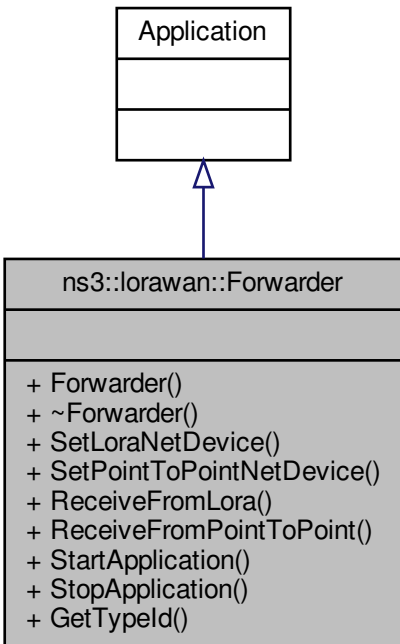 Application
ns3::lorawan::Forwarder
+ Forwarder()
+ ~Forwarder()
+ SetLoraNetDevice()
+ SetPointToPointNetDevice()
+ ReceiveFromLora()
+ ReceiveFromPointToPoint()
+ StartApplication()
+ StopApplication()
+ GetTypeId()